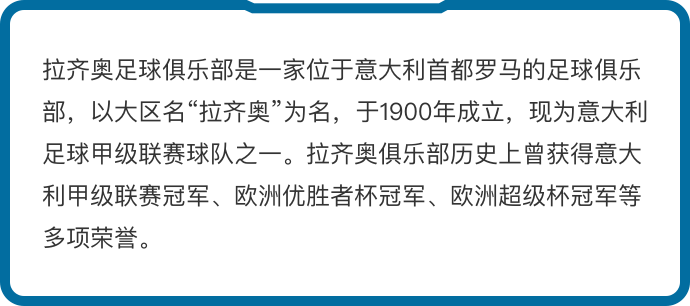 拉齐奥足球俱乐部是一家位于意大利首都罗马的足球俱乐
部，以大区名“拉齐奥”为名，于1900年成立，现为意大利
足球甲级联赛球队之一。拉齐奥俱乐部历史上曾获得意大
利甲级联赛冠军、欧洲优胜者杯冠军、欧洲超级杯冠军等
多项荣誉。